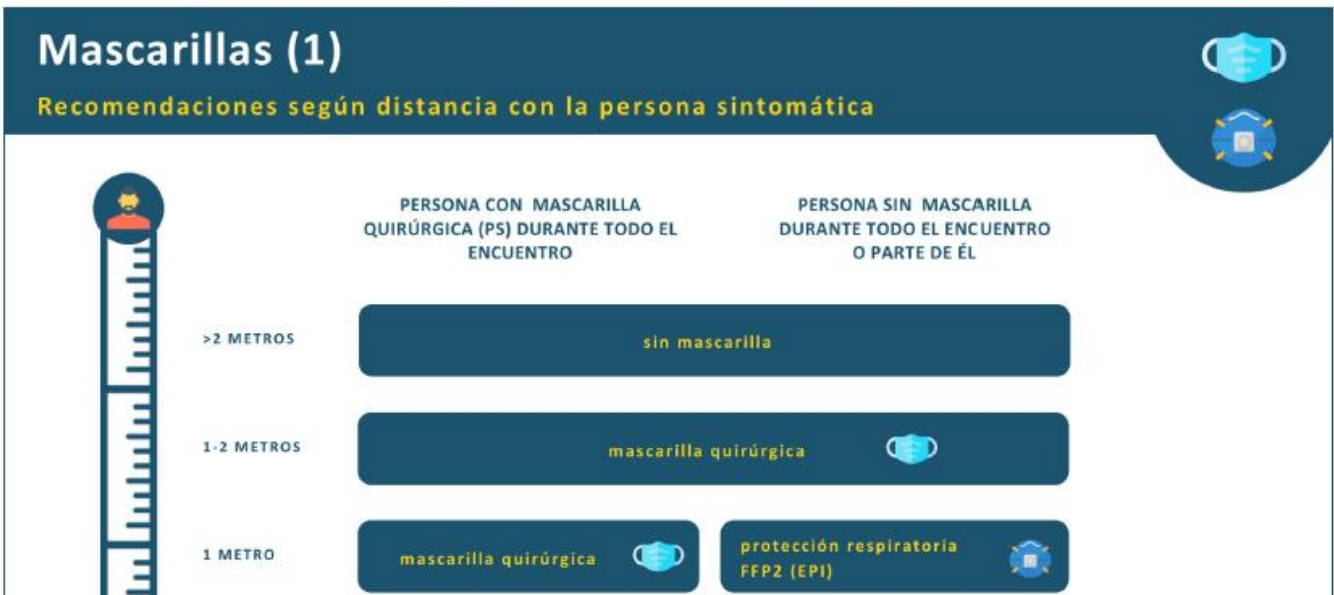 Mascarillas (1)
Recomendaciones según distancia con la persona sintomática
PERSONA CON MASCARILLA
QUIRÚRGICA (PS) DURANTE TODO EL
ENCUENTRO
PERSONA SIN MASCARILLA
DURANTE TODO EL ENCUENTRO
O PARTE DE ÉL
>2 METROS
sin mascarilla
1-2 METROS
mascarilla quirúrgica
1 METRO
mascarilla quirúrgica
protección respiratoria
FFP2 (EPI)